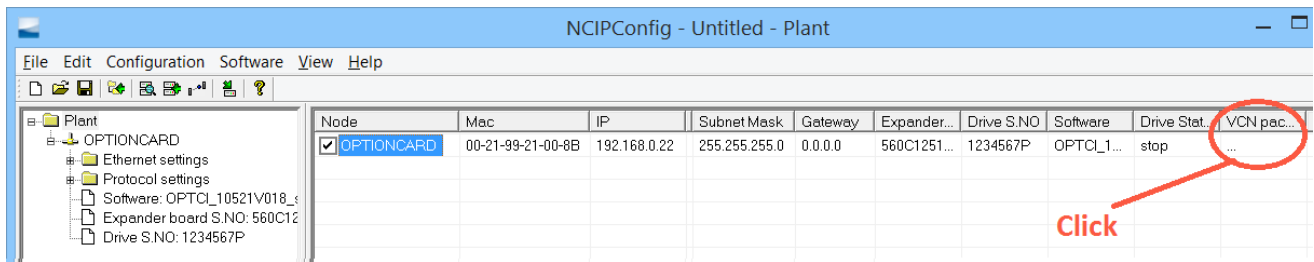 NCIPConfig - Untitled - Plant
File Edit Configuration Software View Help
Plant
OPTIONCARD
Ethernet settings
Protocol settings
Software: OPTCI_10521V018_s
Expander board S.NO: 560C12
Drive S.NO: 1234567P
Node Mac IP Subnet Mask Gateway Expander... Drive S.NO Software Drive Stat... VCN pac...
OPTIONCARD 00-21-99-21-00-8B 192.168.0.22 255.255.255.0 0.0.0.0 560C1251... 1234567P OPTCI_1... stop ...
Click